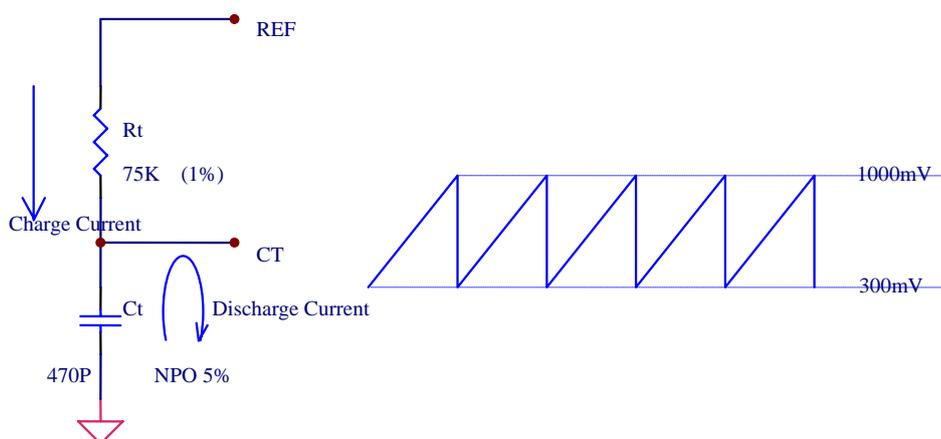 REF
Rt
75K (1%)
1000mV
Charge Current
CT
300mV
Ct
Discharge Current
470P
NPO 5%